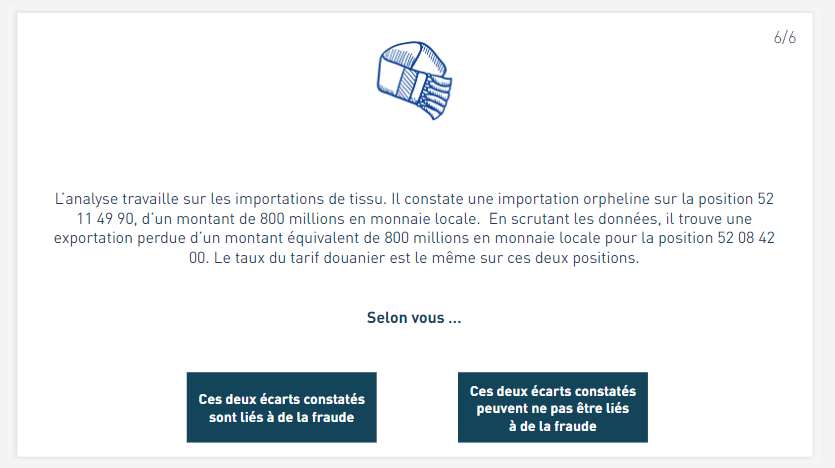 6/6
L'analyse travaille sur les importations de tissu. Il constate une importation orpheline sur la position 52
11 49 90, d'un montant de 800 millions en monnaie locale.  En scrutant les données, il trouve une
exportation perdue d'un montant équivalent de 800 millions en monnaie locale pour la position 52 08 42
00. Le taux du tarif douanier est le même sur ces deux positions.
Selon vous ...
Ces deux écarts constatés
sont liés à de la fraude
Ces deux écarts constatés
peuvent ne pas être liés
à de la fraude